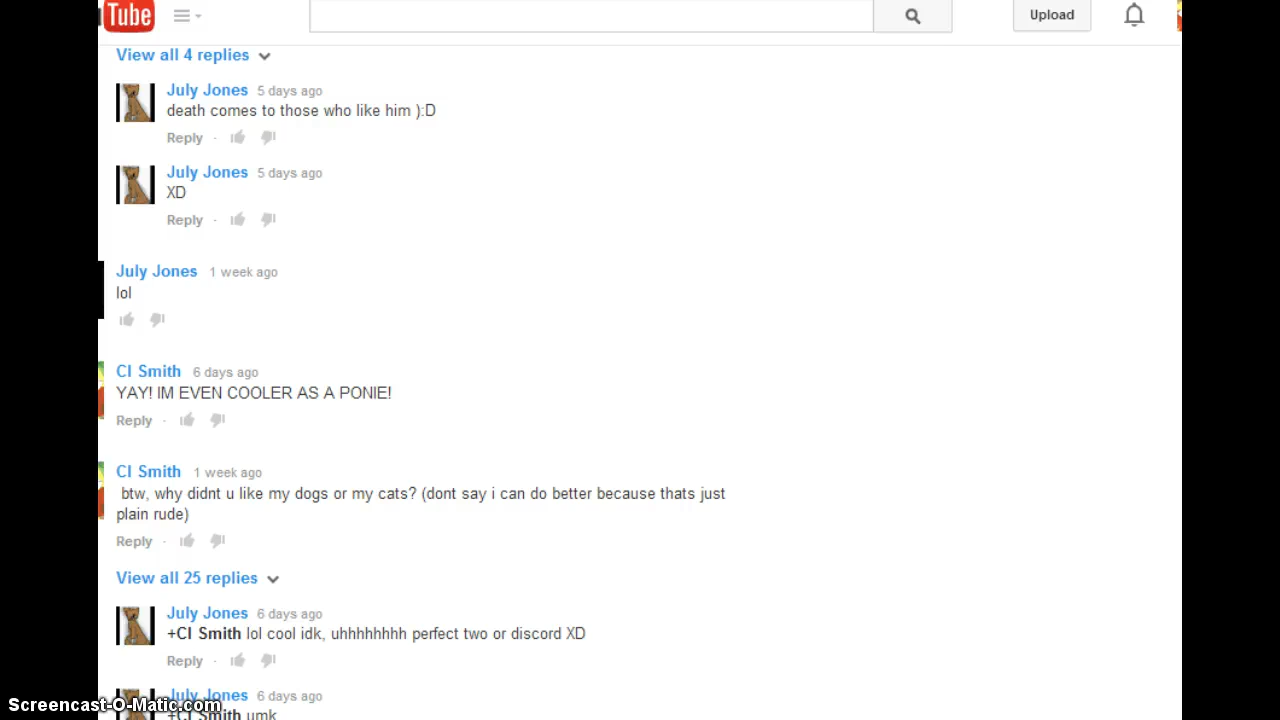 Tube
Upload
View all 4 replies
July Jones 5 days ago
death comes to those who like him ):D
Reply ·
July Jones 5 days ago
XD
Reply ·
July Jones 1 week ago
lol
CI Smith 6 days ago
YAY! IM EVEN COOLER AS A PONIE!
Reply ·
CI Smith 1 week ago
btw, why didnt u like my dogs or my cats? (dont say i can do better because thats just
plain rude)
Reply ·
View all 25 replies
July Jones 6 days ago
+CI Smith lol cool idk, uhhhhhhhh perfect two or discord XD
Reply ·
July Jones 6 days ago
+CI Smith umk
Screencast-O-Matic.com